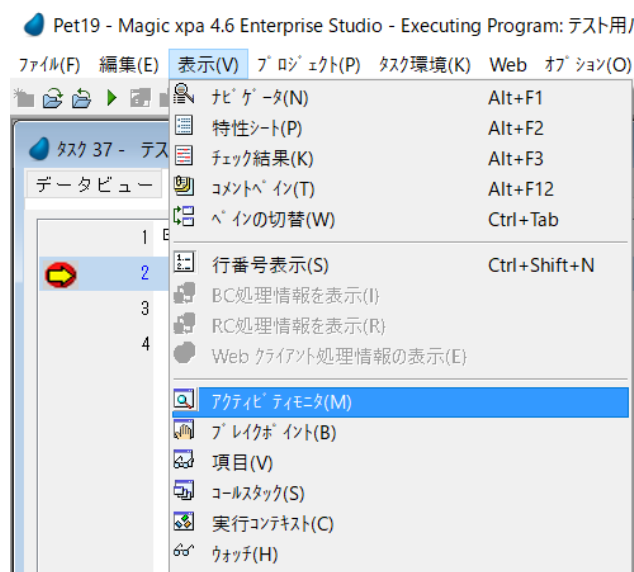 Pet19 - Magic xpa 4.6 Enterprise Studio - Executing Program: テスト用
ﾌｧｲﾙ(F) 編集(E) 表示(V) ﾌﾟﾛｼﾞｪｸﾄ(P) ﾀｽｸ環境(K) Web ｵﾌﾟｼｮﾝ(O)
ﾅﾋﾞｹﾞｰﾀ(N) Alt+F1
特性ｼｰﾄ(P) Alt+F2
ﾁｪｯｸ結果(K) Alt+F3
ｺﾒﾝﾄﾍﾟｲﾝ(T) Alt+F12
ﾍﾟｲﾝの切替(W) Ctrl+Tab
行番号表示(S) Ctrl+Shift+N
BC処理情報を表示(I)
RC処理情報を表示(R)
Web ｸﾗｲｱﾝﾄ処理情報の表示(E)
ｱｸﾃｨﾋﾞﾃｨﾓﾆﾀ(M)
ﾌﾞﾚｲｸﾎﾟｲﾝﾄ(B)
項目(V)
ｺｰﾙｽﾀｯｸ(S)
実行ｺﾝﾃｷｽﾄ(C)
ｳｫｯﾁ(H)
ﾀｽｸ 37 - テス
データビュー
1
2
3
4